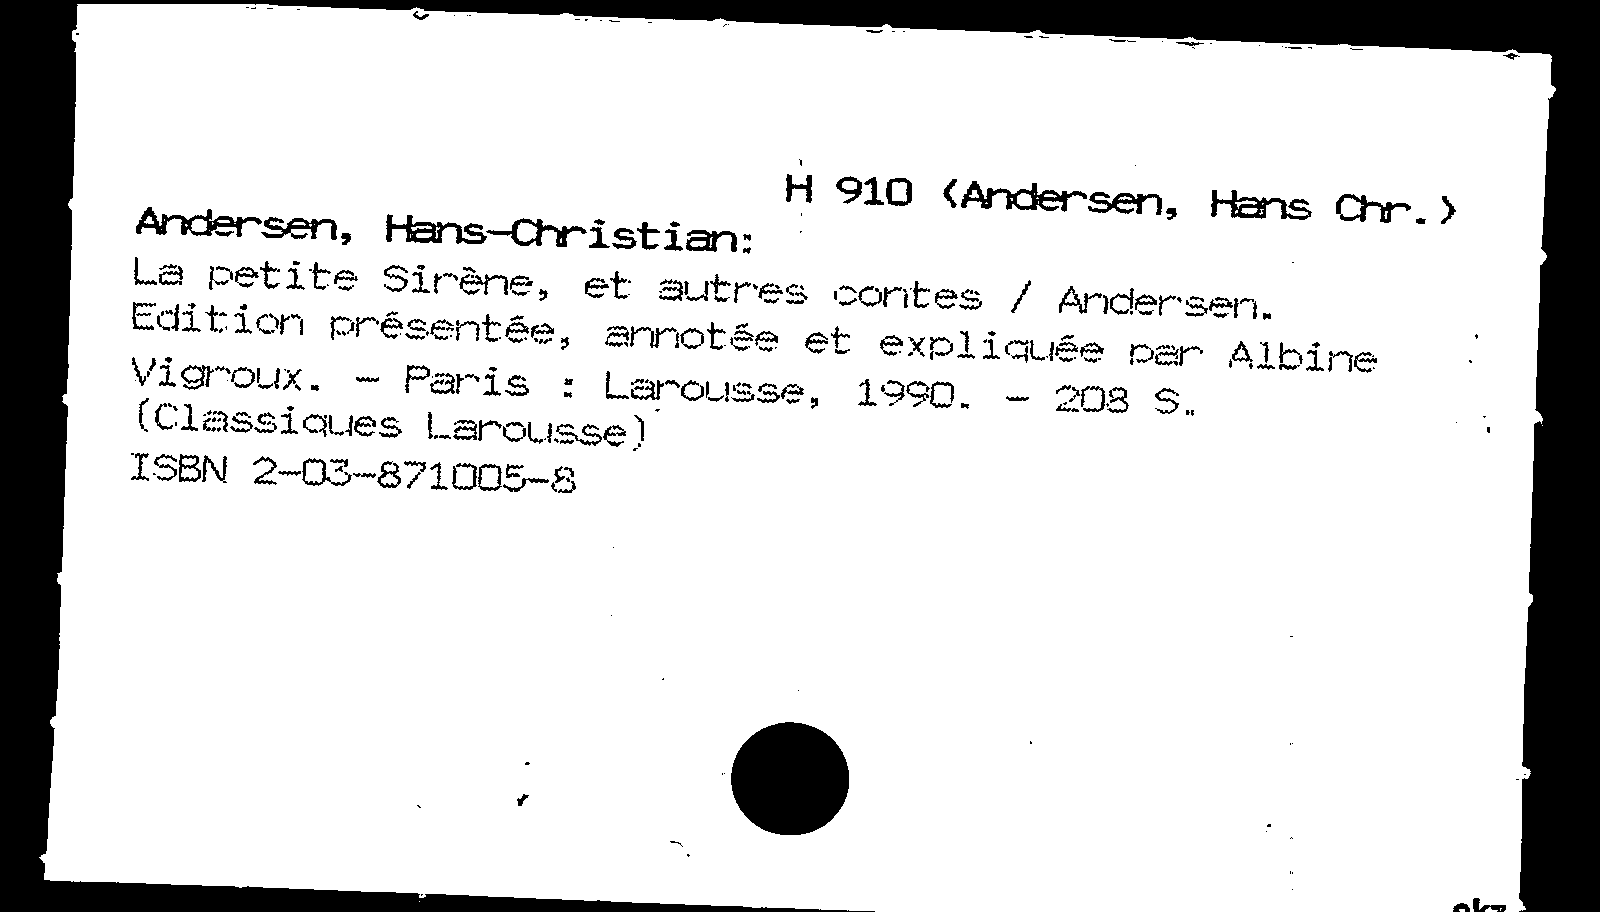 H 910 (Andersen, Hans Chr.)
Andersen, Hans-Christian:
La petite Sirène, et autres contes / Andersen.
Edition présentée, annotée et expliquée par Albine
Vigroux. - Paris : Larousse, 1990. - 208 S.
(Classiques Larousse)
ISBN 2-03-871005-8